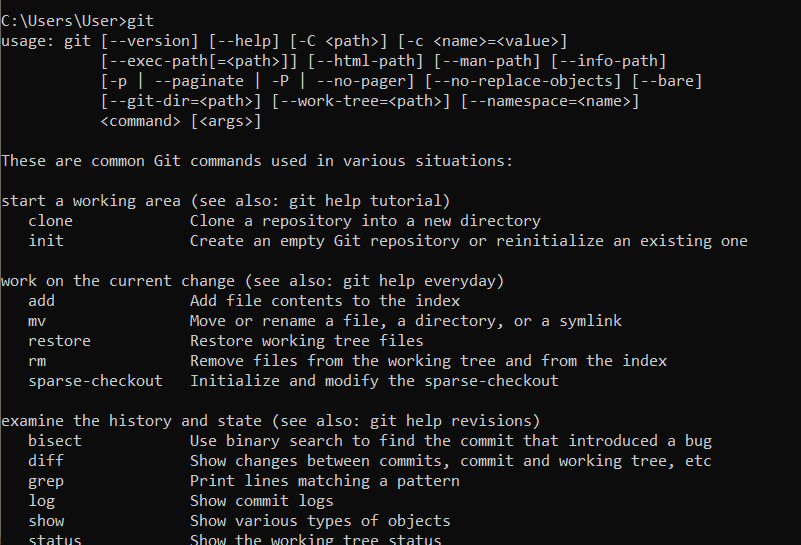 C:\Users\User>git
usage: git [--version] [--help] [-C <path>] [-c <name>=<value>]
           [--exec-path[=<path>]] [--html-path] [--man-path] [--info-path]
           [-p | --paginate | -P | --no-pager] [--no-replace-objects] [--bare]
           [--git-dir=<path>] [--work-tree=<path>] [--namespace=<name>]
           <command> [<args>]

These are common Git commands used in various situations:

start a working area (see also: git help tutorial)
   clone             Clone a repository into a new directory
   init              Create an empty Git repository or reinitialize an existing one

work on the current change (see also: git help everyday)
   add               Add file contents to the index
   mv                Move or rename a file, a directory, or a symlink
   restore           Restore working tree files
   rm                Remove files from the working tree and from the index
   sparse-checkout   Initialize and modify the sparse-checkout

examine the history and state (see also: git help revisions)
   bisect            Use binary search to find the commit that introduced a bug
   diff              Show changes between commits, commit and working tree, etc
   grep              Print lines matching a pattern
   log               Show commit logs
   show              Show various types of objects
   status            Show the working tree status